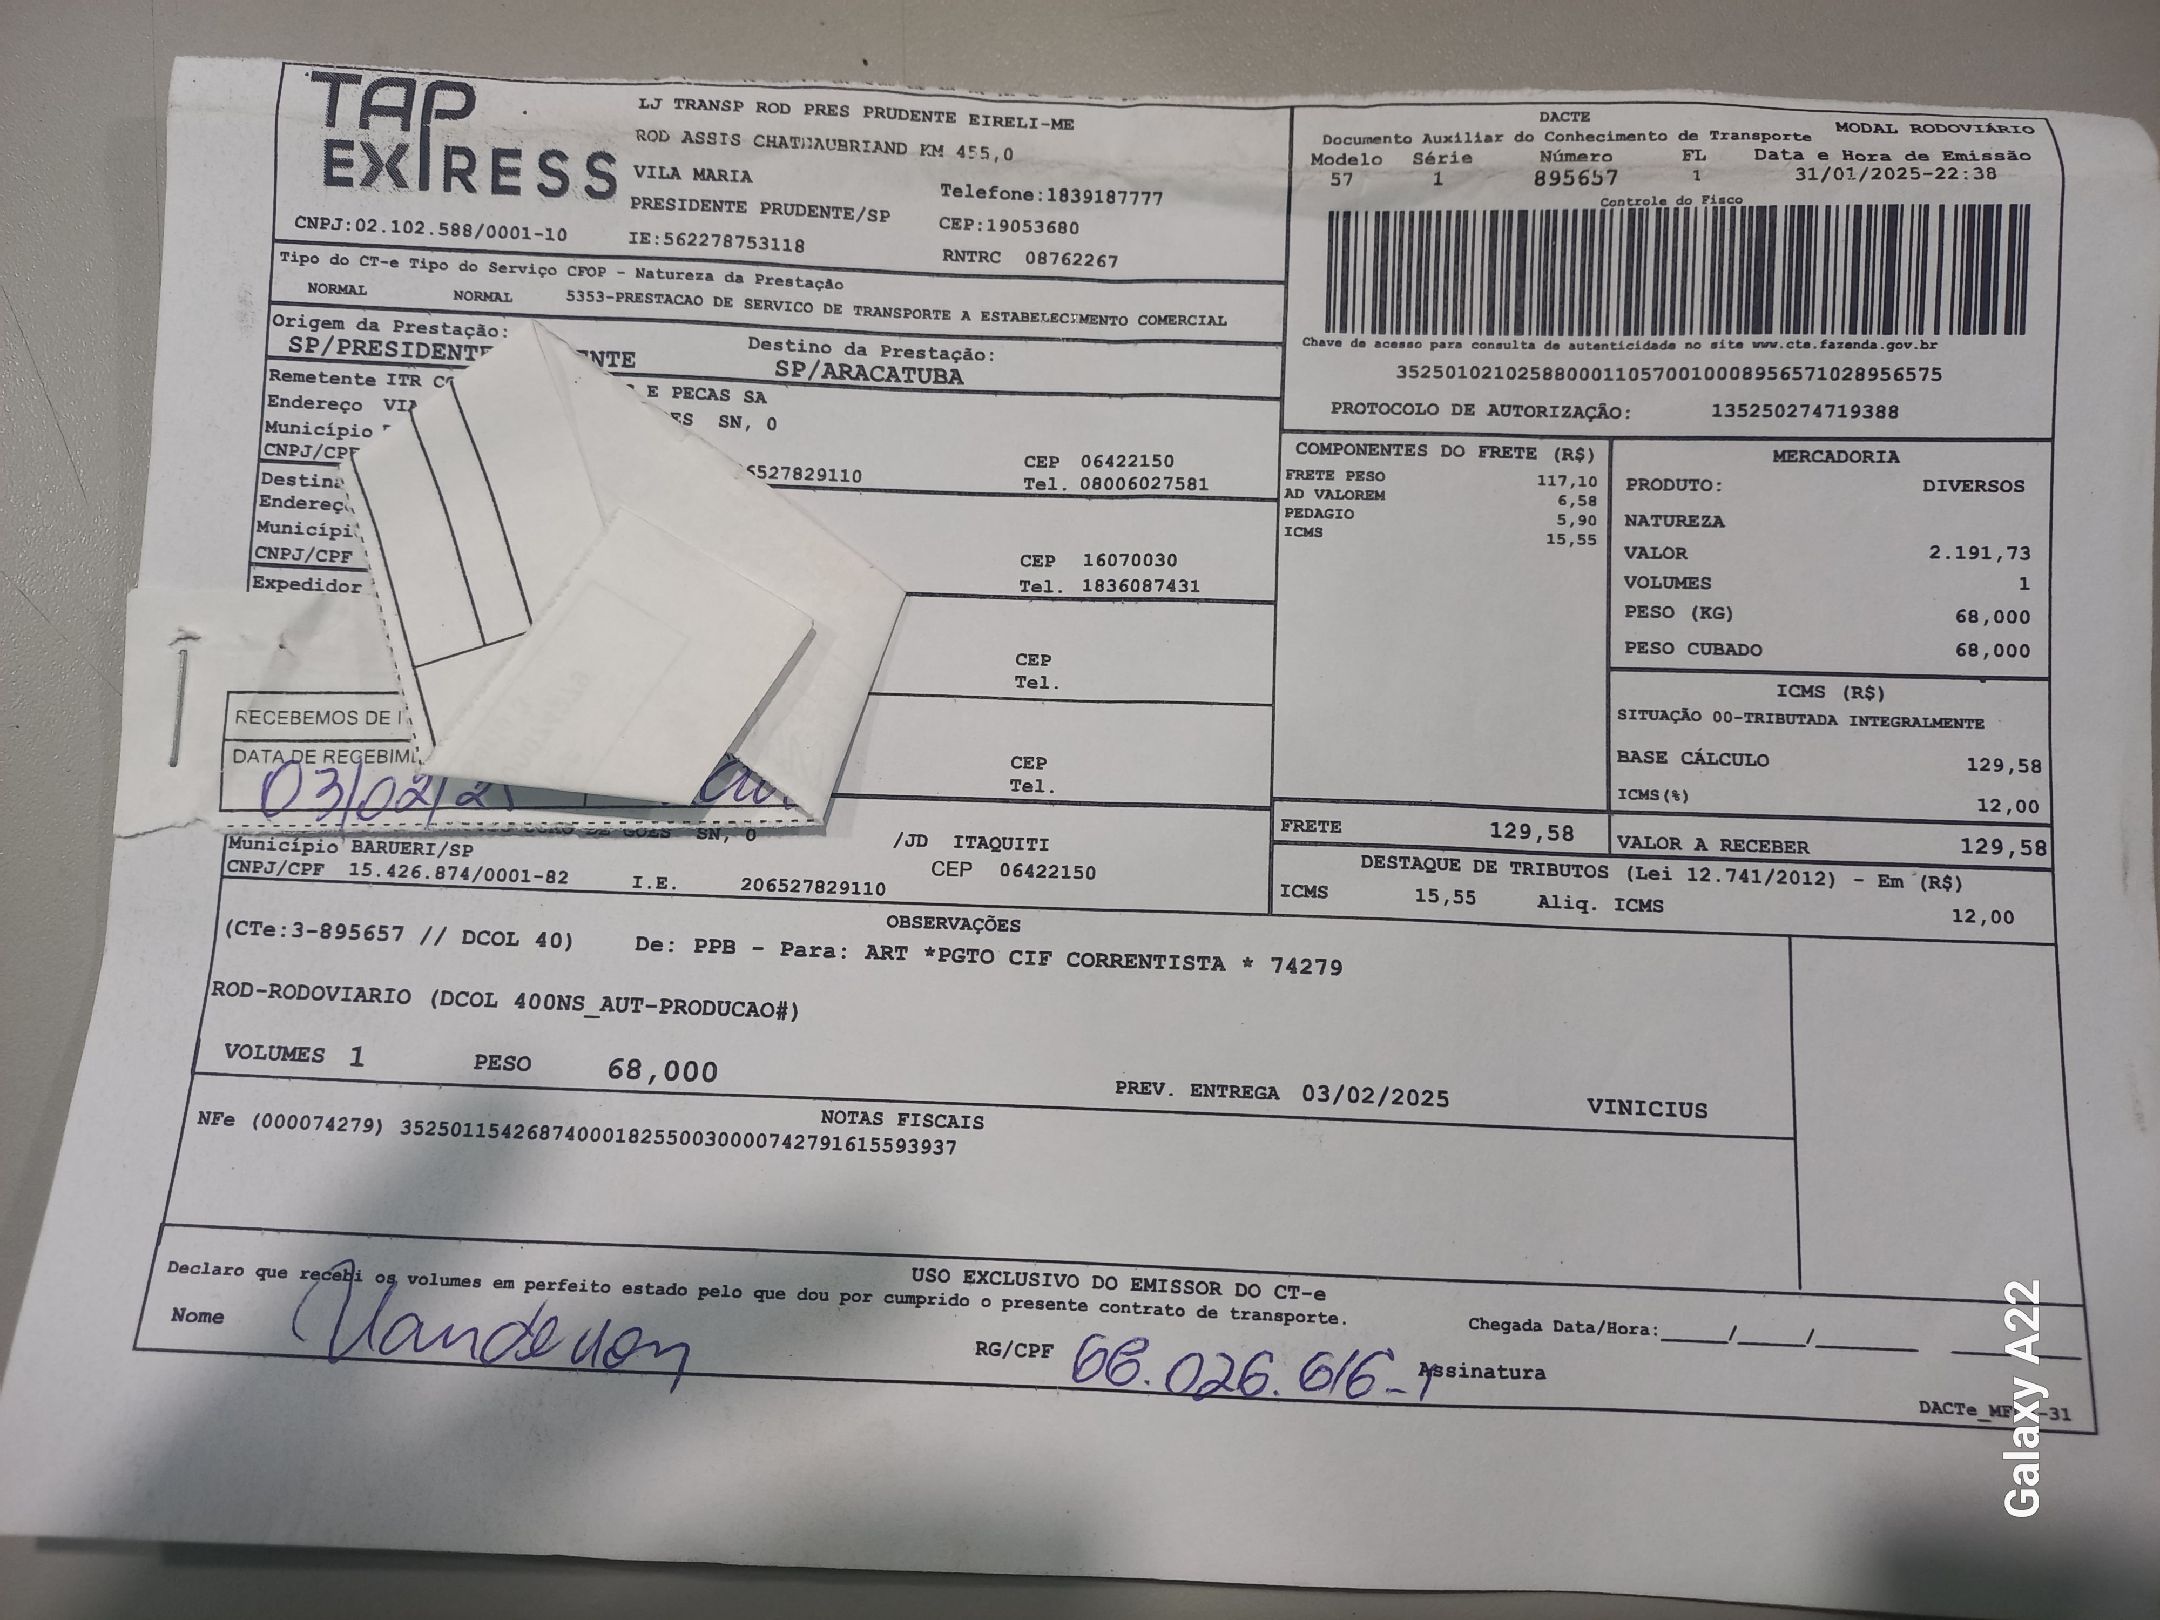 TAP EXPRESS
LJ TRANSP ROD PRES PRUDENTE EIRELI-ME
ROD ASSIS CHATEAUBRIAND KM 455,0
VILA MARIA
Telefone:1839187777
PRESIDENTE PRUDENTE/SP
CEP:19053680
CNPJ:02.102.588/0001-10
IE:562278753118
RNTRC 08762267
DACTE
Documento Auxiliar do Conhecimento de Transporte
MODAL RODOVIÁRIO
Modelo Série Número FL Data e Hora de Emissão
57 1 895657 1 31/01/2025-22:38
Controle do Fisco
Chave de acesso para consulta de autenticidade no site www.cte.fazenda.gov.br
35250102102588000110570010008956571028956575
PROTOCOLO DE AUTORIZAÇÃO: 135250274719388
Tipo do CT-e Tipo do Serviço CFOP - Natureza da Prestação
NORMAL NORMAL 5353-PRESTACAO DE SERVICO DE TRANSPORTE A ESTABELECIMENTO COMERCIAL
Origem da Prestação:
SP/PRESIDENTE
Destino da Prestação:
SP/ARACATUBA
Remetente ITR
E PECAS SA
Endereço
SN, 0
Município
CNPJ/CPF
CEP 06422150
Tel. 08006027581
Município
CNPJ/CPF
CEP 16070030
Tel. 1836087431
Expedidor
CEP
Tel.
CEP
Tel.
RECEBEMOS DE
03/02/2
SN, 0
/JD ITAQUITI
Município BARUERI/SP
CEP 06422150
CNPJ/CPF 15.426.874/0001-82 I.E. 206527829110
COMPONENTES DO FRETE (R$)
FRETE PESO 117,10
AD VALOREM 6,58
PEDAGIO 5,90
ICMS 15,55
FRETE 129,58
MERCADORIA
PRODUTO: DIVERSOS
NATUREZA
VALOR 2.191,73
VOLUMES 1
PESO (KG) 68,000
PESO CUBADO 68,000
ICMS (R$)
SITUAÇÃO 00-TRIBUTADA INTEGRALMENTE
BASE CÁLCULO 129,58
ICMS(%) 12,00
VALOR A RECEBER 129,58
DESTAQUE DE TRIBUTOS (Lei 12.741/2012) - Em (R$)
ICMS 15,55 Aliq. ICMS 12,00
OBSERVAÇÕES
(CTe:3-895657 // DCOL 40) De: PPB - Para: ART *PGTO CIF CORRENTISTA * 74279
ROD-RODOVIARIO (DCOL 400NS_AUT-PRODUCAO#)
VOLUMES 1 PESO 68,000
PREV. ENTREGA 03/02/2025 VINICIUS
NOTAS FISCAIS
NFe (000074279) 35250115426874000182550030000742791615593937
USO EXCLUSIVO DO EMISSOR DO CT-e
Declaro que recebi os volumes em perfeito estado pelo que dou por cumprido o presente contrato de transporte.
Nome
RG/CPF 68.026.616-1
Assinatura
Chegada Data/Hora:____/____/______
Galaxy A22